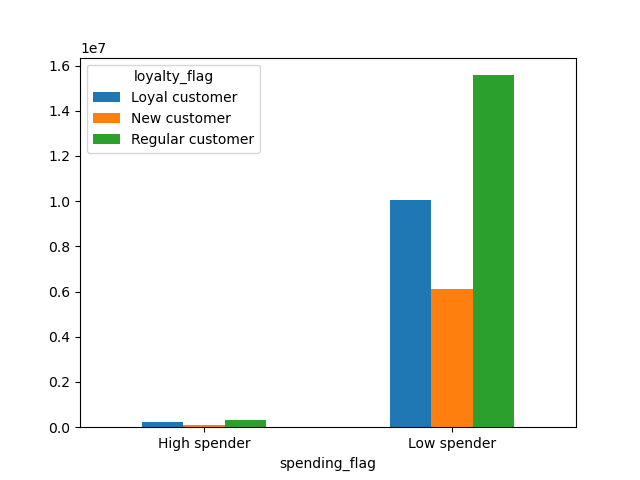 1e7
1.6
1.4
1.2
1.0
0.8
0.6
0.4
0.2
0.0
loyalty_flag
Loyal customer
New customer
Regular customer
High spender
Low spender
spending_flag